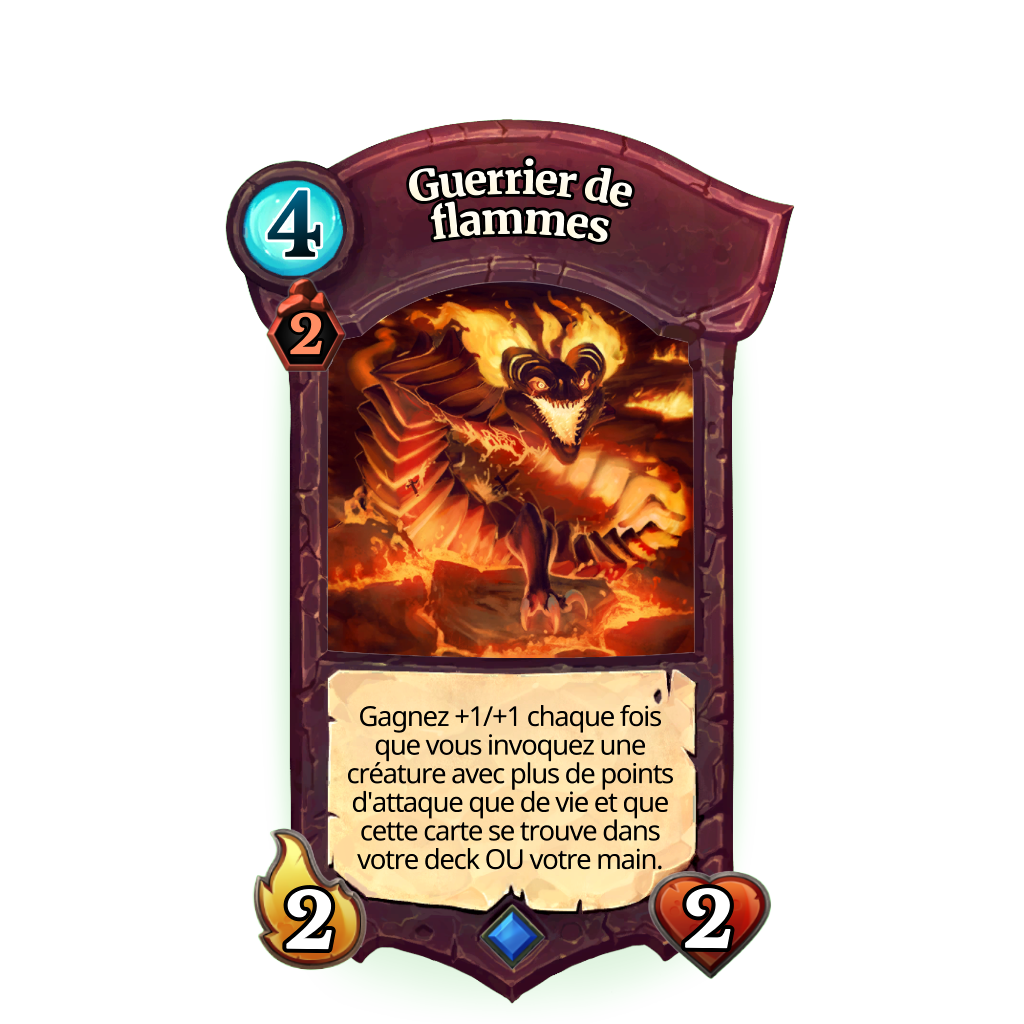 Guerrier de
flammes
4
2
Gagnez +1/+1 chaque fois
que vous invoquez une
créature avec plus de points
d'attaque que de vie et que
cette carte se trouve dans
votre deck OU votre main.
2
2